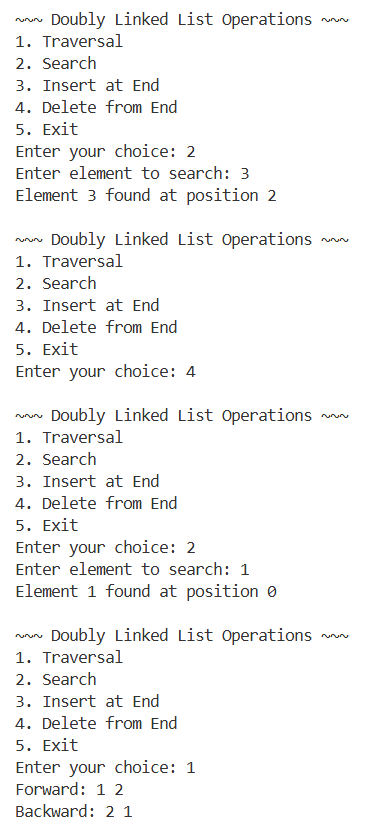 ~~~ Doubly Linked List Operations ~~~
1. Traversal
2. Search
3. Insert at End
4. Delete from End
5. Exit
Enter your choice: 2
Enter element to search: 3
Element 3 found at position 2

~~~ Doubly Linked List Operations ~~~
1. Traversal
2. Search
3. Insert at End
4. Delete from End
5. Exit
Enter your choice: 4

~~~ Doubly Linked List Operations ~~~
1. Traversal
2. Search
3. Insert at End
4. Delete from End
5. Exit
Enter your choice: 2
Enter element to search: 1
Element 1 found at position 0

~~~ Doubly Linked List Operations ~~~
1. Traversal
2. Search
3. Insert at End
4. Delete from End
5. Exit
Enter your choice: 1
Forward: 1 2
Backward: 2 1